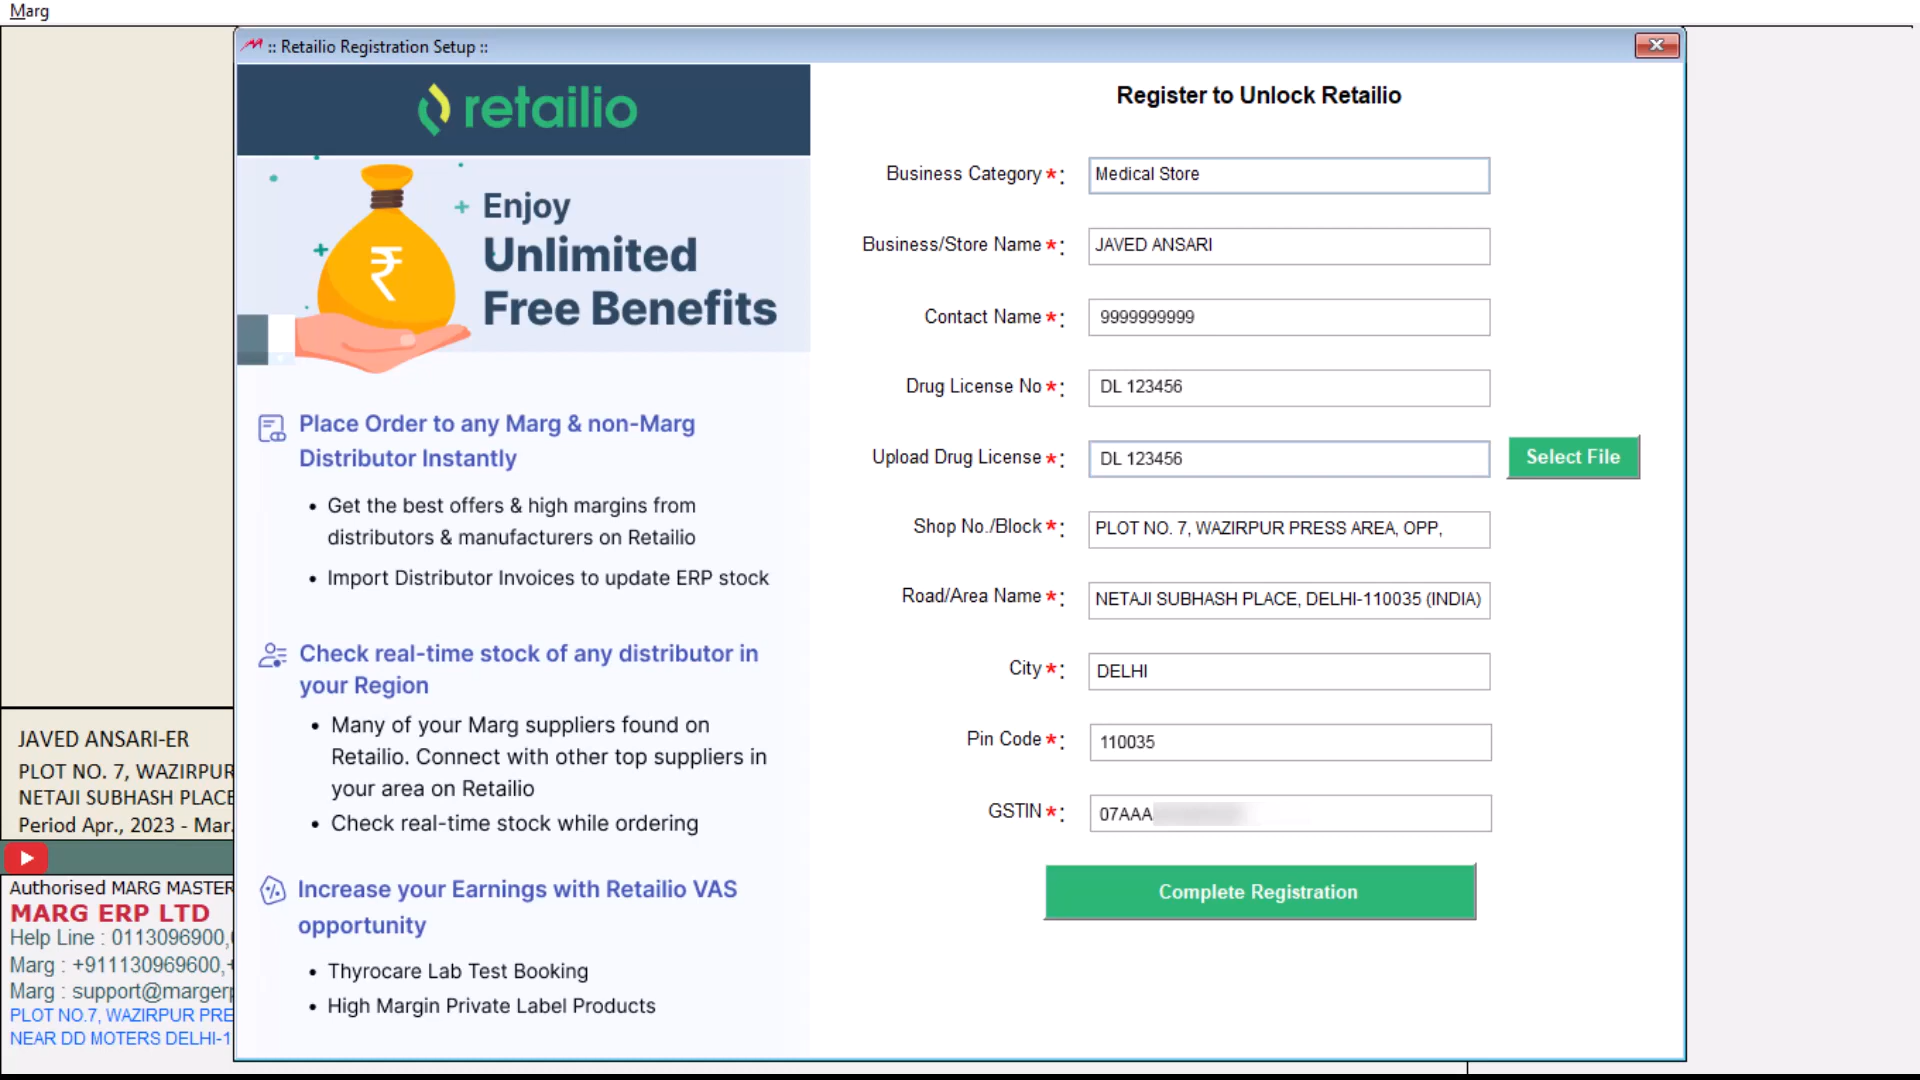 Marg
:: Retailio Registration Setup ::
retailio
Enjoy
Unlimited
Free Benefits
Place Order to any Marg & non-Marg
Distributor Instantly
• Get the best offers & high margins from
distributors & manufacturers on Retailio
• Import Distributor Invoices to update ERP stock
Check real-time stock of any distributor in
your Region
• Many of your Marg suppliers found on
Retailio. Connect with other top suppliers in
your area on Retailio
• Check real-time stock while ordering
Increase your Earnings with Retailio VAS
opportunity
• Thyrocare Lab Test Booking
• High Margin Private Label Products
Register to Unlock Retailio
Business Category *: Medical Store
Business/Store Name *: JAVED ANSARI
Contact Name *: 9999999999
Drug License No *: DL 123456
Upload Drug License *: DL 123456 Select File
Shop No./Block *: PLOT NO. 7, WAZIRPUR PRESS AREA, OPP,
Road/Area Name *: NETAJI SUBHASH PLACE, DELHI-110035 (INDIA)
City *: DELHI
Pin Code *: 110035
GSTIN *: 07AAA
Complete Registration
JAVED ANSARI-ER
PLOT NO. 7, WAZIRPUR
NETAJI SUBHASH PLACE
Period Apr., 2023 - Mar.
Authorised MARG MASTER
MARG ERP LTD
Help Line : 0113096900,
Marg : +911130969600,+
Marg : support@margerp
PLOT NO.7, WAZIRPUR PRE
NEAR DD MOTERS DELHI-1